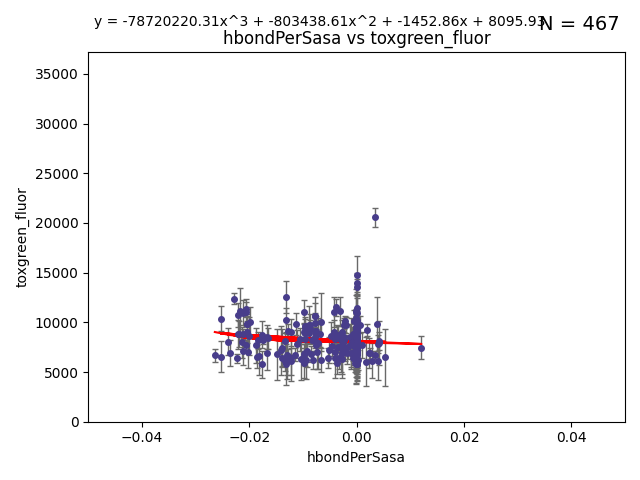 y = -78720220.31x^3 + -803438.61x^2 + -1452.86x + 8095.93
N = 467
hbondPerSasa vs toxgreen_fluor
35000
30000
25000
20000
15000
10000
5000
0
toxgreen_fluor
−0.04 −0.02 0.00 0.02 0.04
hbondPerSasa